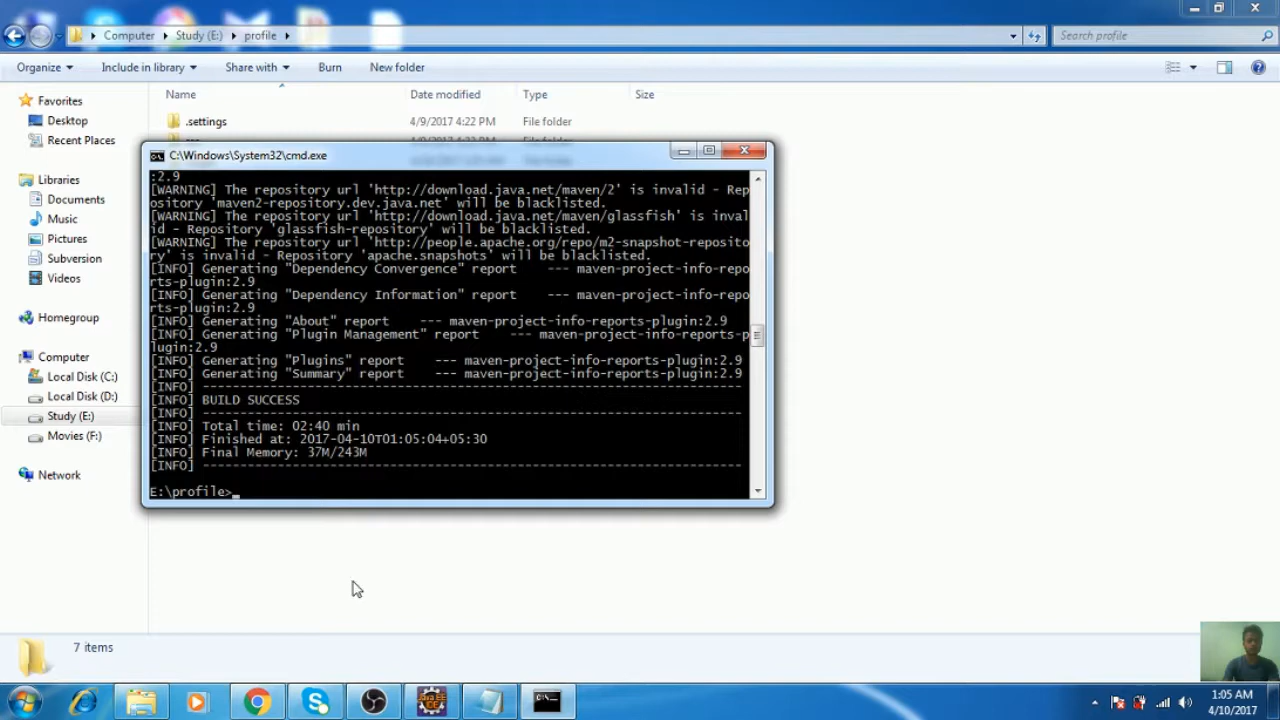 Computer Study (E:) profile
Search profile
Organize Include in library Share with Burn New folder
Name Date modified Type Size
Favorites
Desktop
Recent Places
Libraries
Documents
Music
Pictures
Subversion
Videos
Homegroup
Computer
Local Disk (C:)
Local Disk (D:)
Study (E:)
Movies (F:)
Network
.settings 4/9/2017 4:22 PM File folder
C:\Windows\System32\cmd.exe
:2.9
[WARNING] The repository url 'http://download.java.net/maven/2' is invalid - Rep
ository 'maven2-repository.dev.java.net' will be blacklisted.
[WARNING] The repository url 'http://download.java.net/maven/glassfish' is inval
id - Repository 'glassfish-repository' will be blacklisted.
[WARNING] The repository url 'http://people.apache.org/repo/m2-snapshot-reposito
ry' is invalid - Repository 'apache.snapshots' will be blacklisted.
[INFO] Generating "Dependency Convergence" report    --- maven-project-info-repo
rts-plugin:2.9
[INFO] Generating "Dependency Information" report    --- maven-project-info-repo
rts-plugin:2.9
[INFO] Generating "About" report    --- maven-project-info-reports-plugin:2.9
[INFO] Generating "Plugin Management" report    --- maven-project-info-reports-p
lugin:2.9
[INFO] Generating "Plugins" report    --- maven-project-info-reports-plugin:2.9
[INFO] Generating "Summary" report    --- maven-project-info-reports-plugin:2.9
[INFO] ------------------------------------------------------------------------
[INFO] BUILD SUCCESS
[INFO] ------------------------------------------------------------------------
[INFO] Total time: 02:40 min
[INFO] Finished at: 2017-04-10T01:05:04+05:30
[INFO] Final Memory: 37M/243M
[INFO] ------------------------------------------------------------------------
E:\profile>_
7 items
1:05 AM
4/10/2017